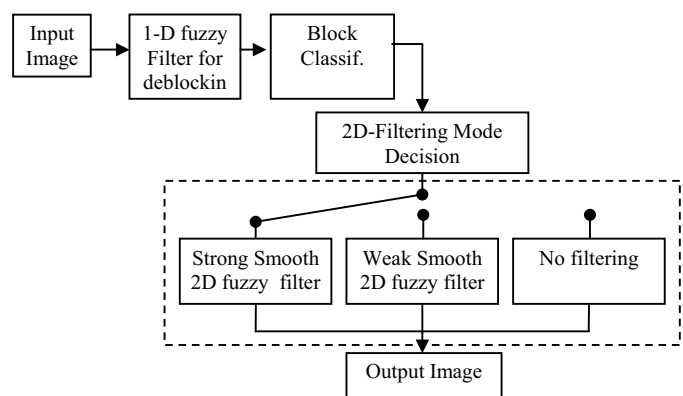 Input
Image
1-D fuzzy
Filter for
deblockin
Block
Classif.
2D-Filtering Mode
Decision
Strong Smooth
2D fuzzy filter
Weak Smooth
2D fuzzy filter
No filtering
Output Image